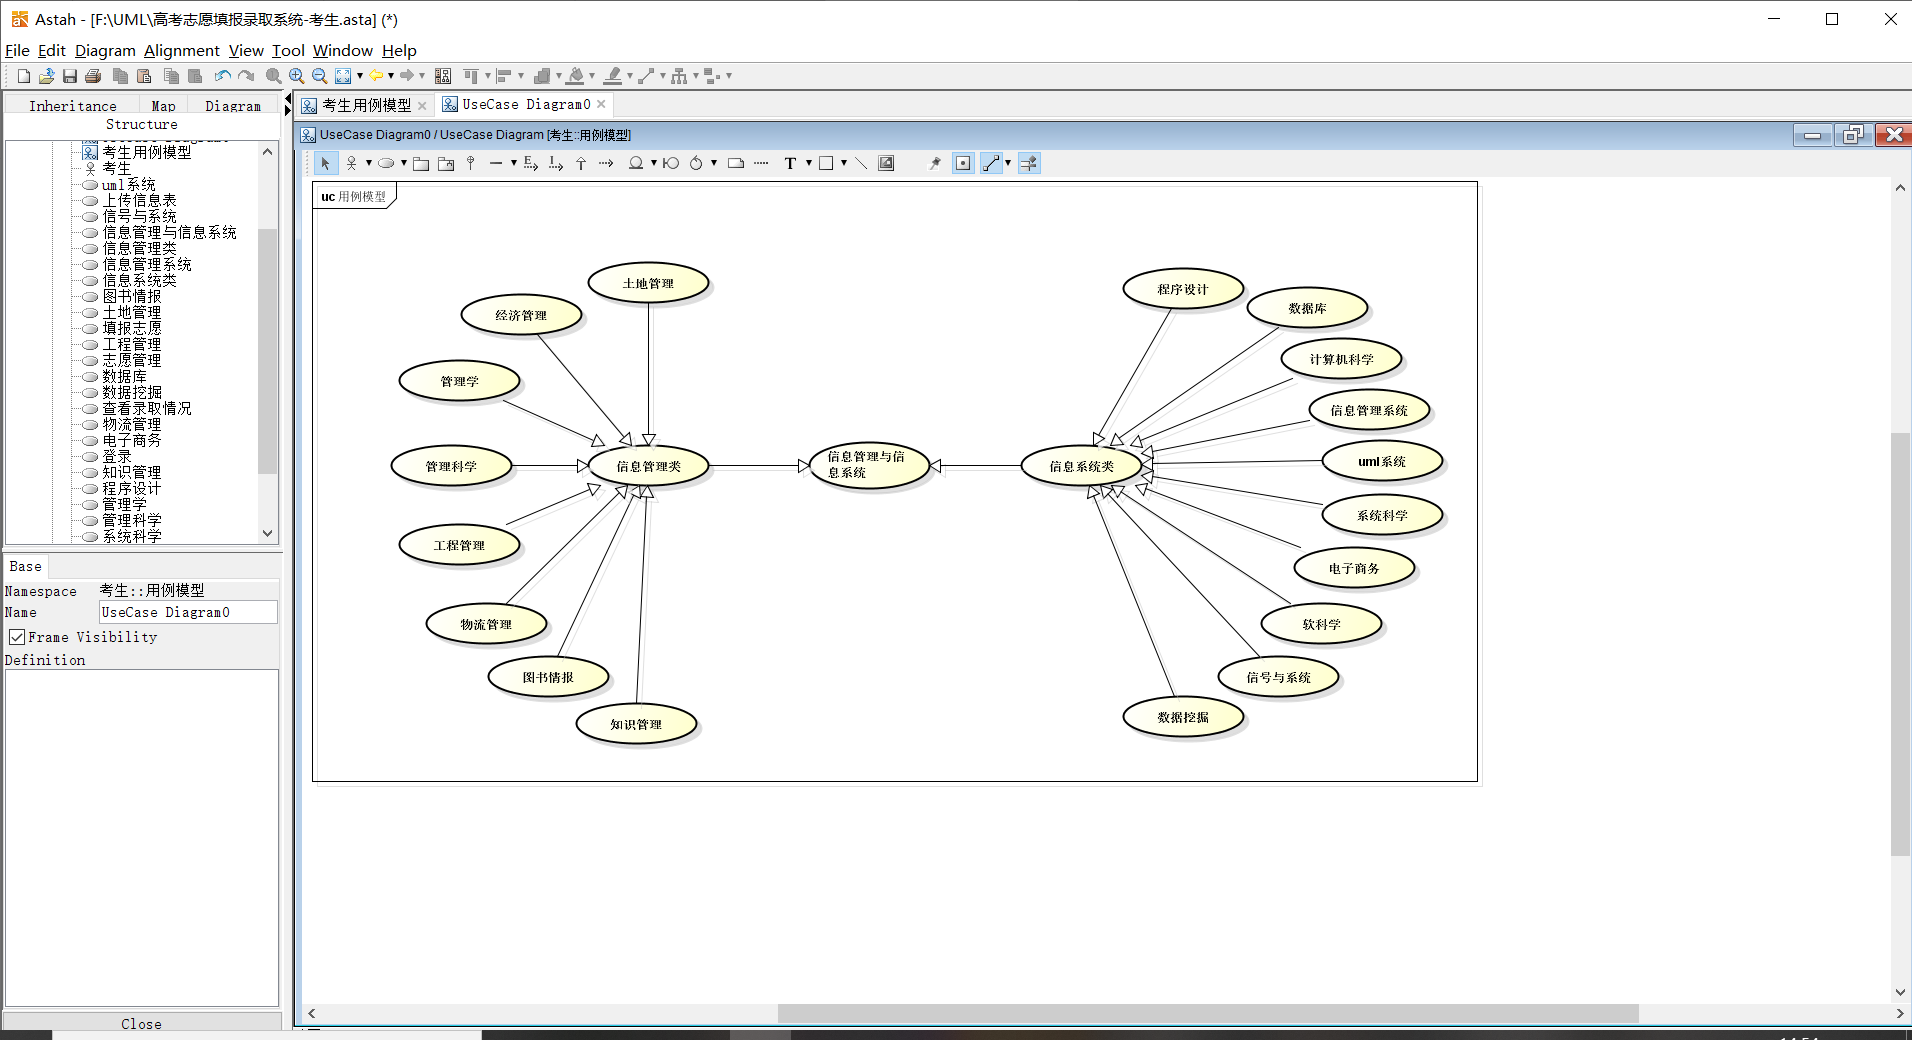 Astah - [F:\UML\高考志愿填报录取系统-考生.asta] (*)
File Edit Diagram Alignment View Tool Window Help
Inheritance Map Diagram
Structure
考生用例模型
考生
uml系统
上传信息表
信号与系统
信息管理与信息系统
信息管理类
信息管理系统
信息系统类
图书情报
土地管理
填报志愿
工程管理
志愿管理
数据库
数据挖掘
查看录取情况
物流管理
电子商务
登录
知识管理
程序设计
管理学
管理科学
系统科学
Base
Namespace 考生::用例模型
Name UseCase Diagram0
Frame Visibility
Definition
Close
考生用例模型 UseCase Diagram0
UseCase Diagram0 / UseCase Diagram [考生::用例模型]
uc 用例模型
土地管理
经济管理
管理学
管理科学
工程管理
物流管理
图书情报
知识管理
信息管理类
信息管理与信
息系统
信息系统类
程序设计
数据库
计算机科学
信息管理系统
uml系统
系统科学
电子商务
软科学
信号与系统
数据挖掘